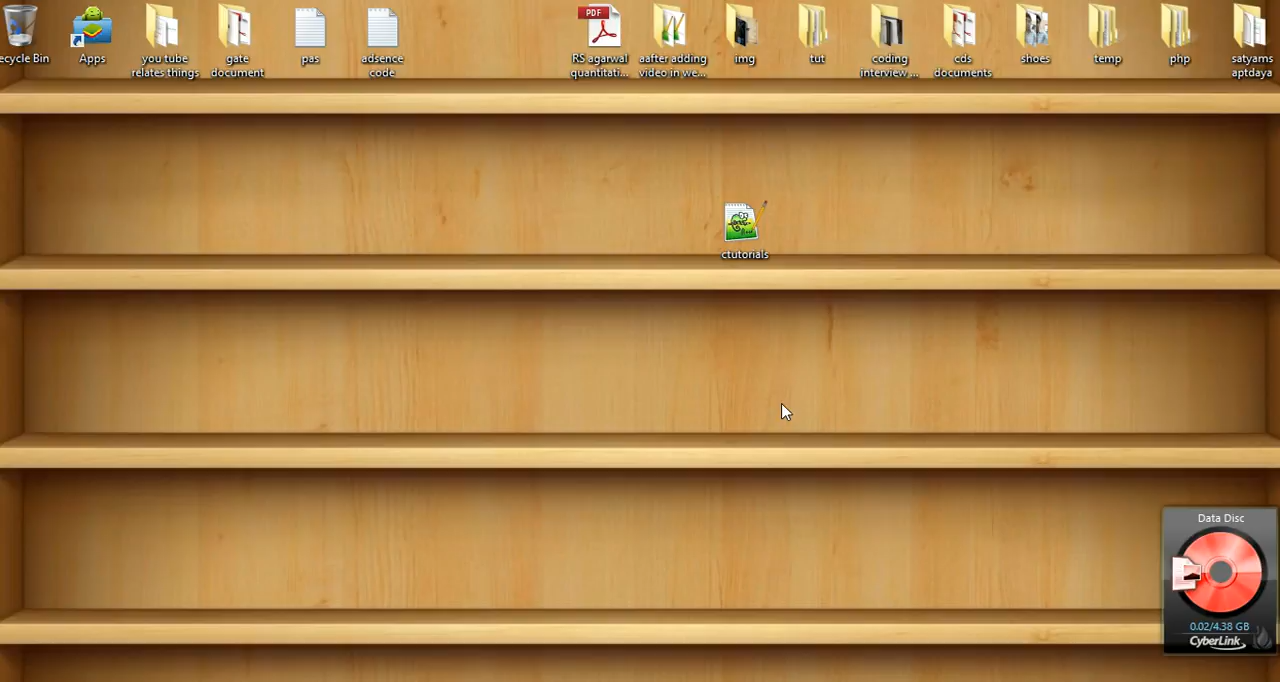 ecycle Bin
Apps
you tube
relates things
gate
document
pas
adsence
code
PDF
RS agarwal
quantitati...
aafter adding
video in we...
img
tut
coding
interview ...
cds
documents
shoes
temp
php
satyams
aptdaya
ctutorials
Data Disc
0.02/4.38 GB
CyberLink